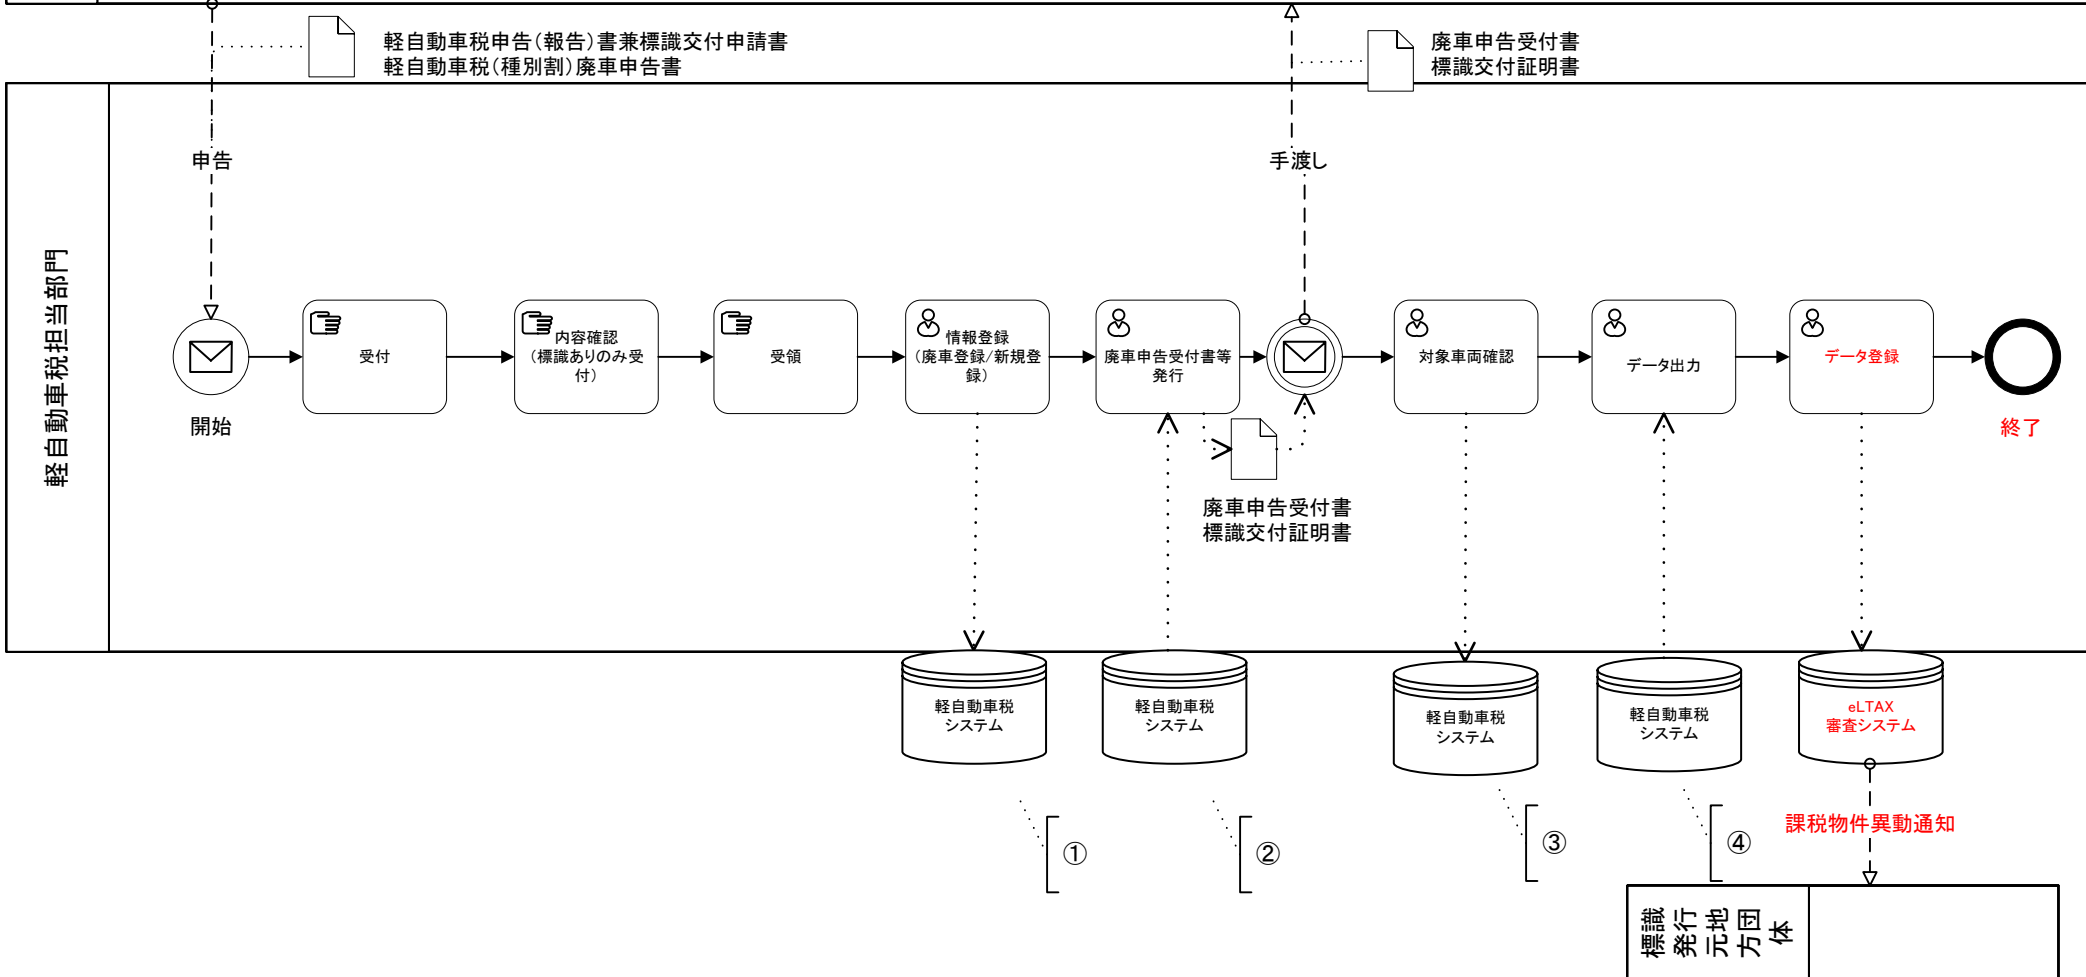 軽自動車税申告(報告)書兼標識交付申請書
軽自動車税(種別割)廃車申告書
廃車申告受付書
標識交付証明書
申告
手渡し
軽自動車税担当部門
開始
受付
内容確認
(標識ありのみ受
付)
受領
情報登録
(廃車登録/新規登
録)
廃車申告受付書等
発行
対象車両確認
データ出力
データ登録
終了
廃車申告受付書
標識交付証明書
軽自動車税
システム
軽自動車税
システム
軽自動車税
システム
軽自動車税
システム
eLTAX
審査システム
①
②
③
④
課税物件異動通知
標識
発行
元地
方団
体